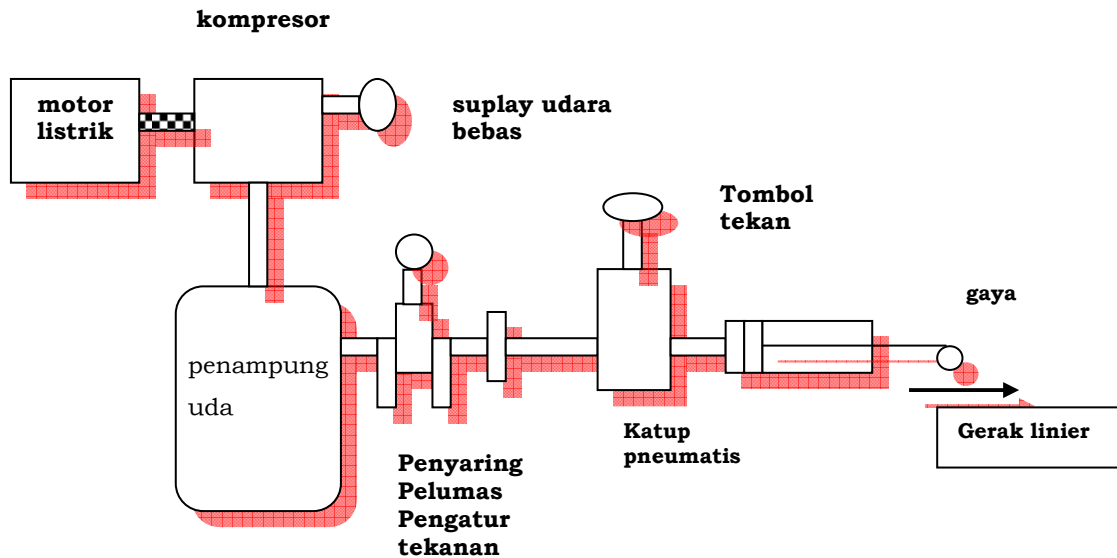 kompresor
motor
listrik
suplay udara
bebas
Tombol
tekan
gaya
penampung
uda
Katup
pneumatis
Gerak linier
Penyaring
Pelumas
Pengatur
tekanan